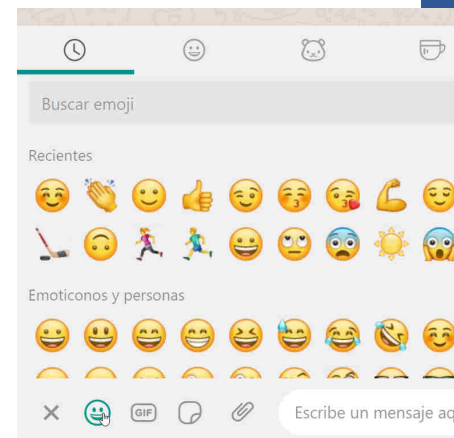 Buscar emoji
Recientes
Emoticonos y personas
GIF
Escribe un mensaje aq